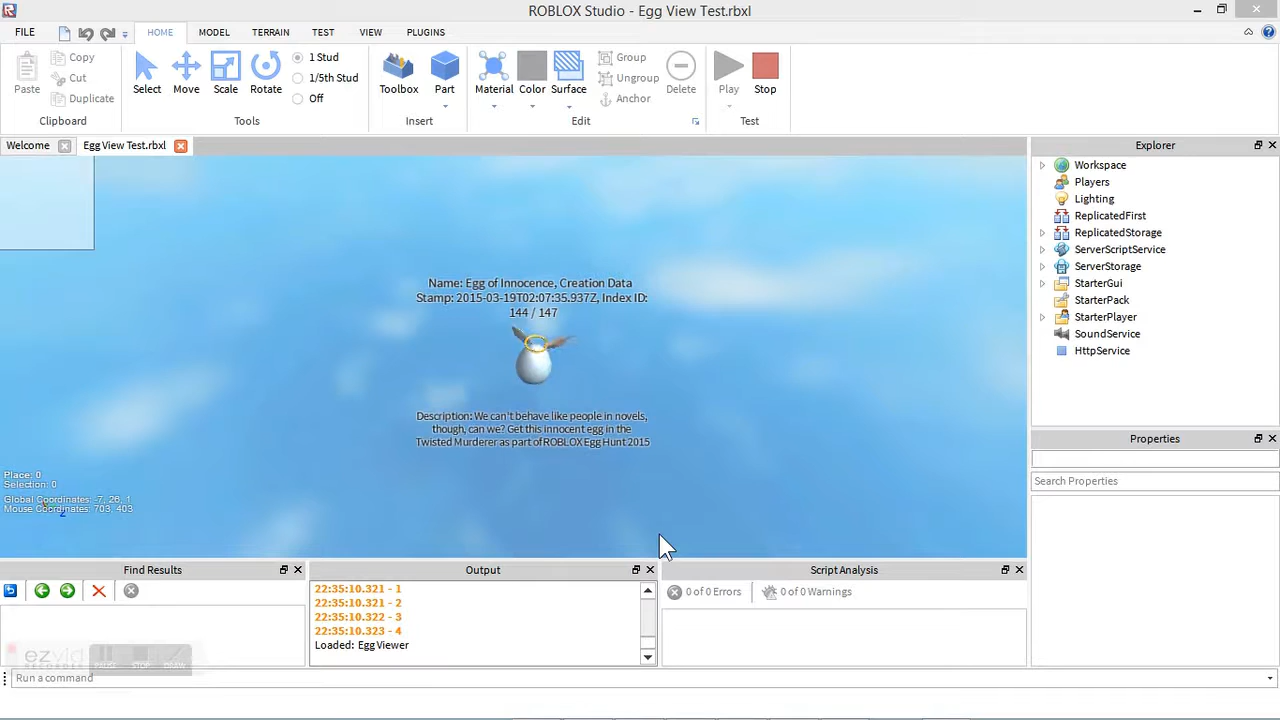 ROBLOX Studio - Egg View Test.rbxl
FILE HOME MODEL TERRAIN TEST VIEW PLUGINS
Paste
Copy
Cut
Duplicate
Clipboard
Select Move Scale Rotate
1 Stud
1/5th Stud
Off
Tools
Toolbox Part
Insert
Material Color Surface
Group
Ungroup
Anchor
Delete
Edit
Play Stop
Test
Welcome Egg View Test.rbxl
Name: Egg of Innocence, Creation Data
Stamp: 2015-03-19T02:07:35.937Z, Index ID:
144 / 147
Description: We can't behave like people in novels,
though, can we? Get this innocent egg in the
Twisted Murderer as part of ROBLOX Egg Hunt 2015
Place: 0
Selection: 0
Global Coordinates: -7, 26, 1
Mouse Coordinates: 703, 403
Z
Explorer
Workspace
Players
Lighting
ReplicatedFirst
ReplicatedStorage
ServerScriptService
ServerStorage
StarterGui
StarterPack
StarterPlayer
SoundService
HttpService
Properties
Search Properties
Find Results
Output
22:35:10.321 - 1
22:35:10.321 - 2
22:35:10.322 - 3
22:35:10.323 - 4
Loaded: Egg Viewer
Script Analysis
0 of 0 Errors 0 of 0 Warnings
ezvid
RECORDER
PAUSE STOP DRAW
Run a command